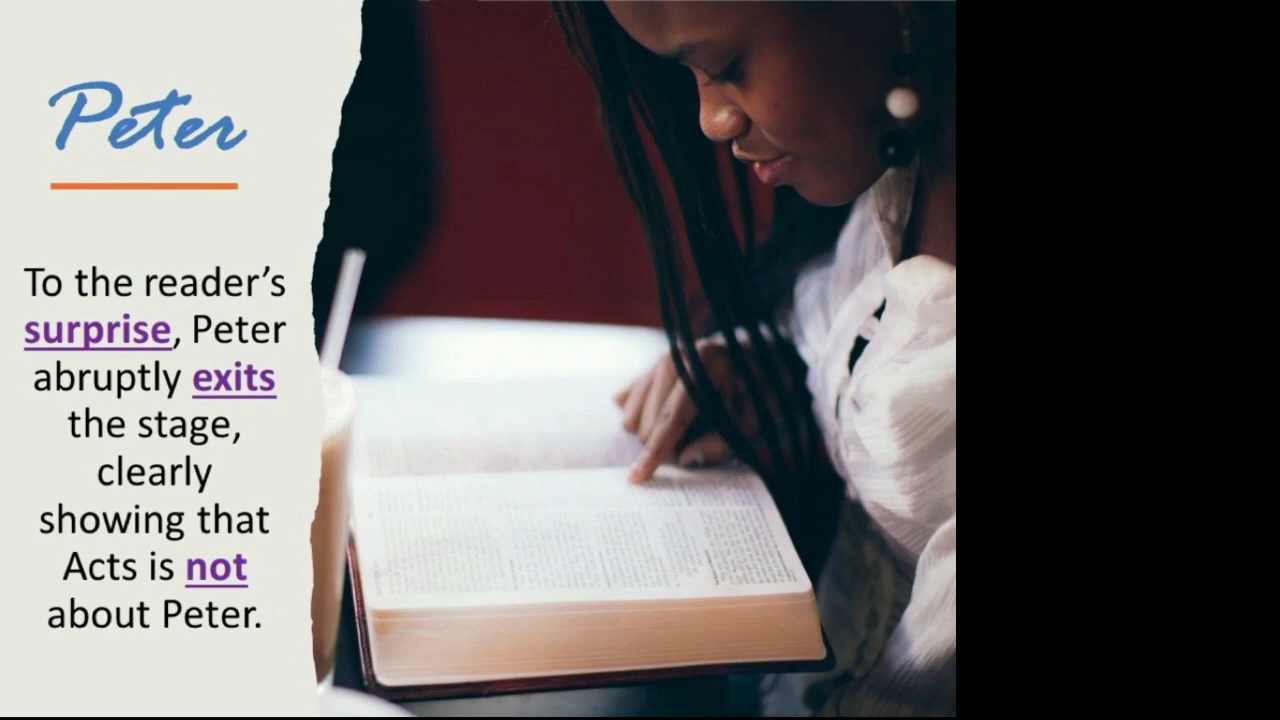 Peter
To the reader’s
surprise, Peter
abruptly exits
the stage,
clearly
showing that
Acts is not
about Peter.